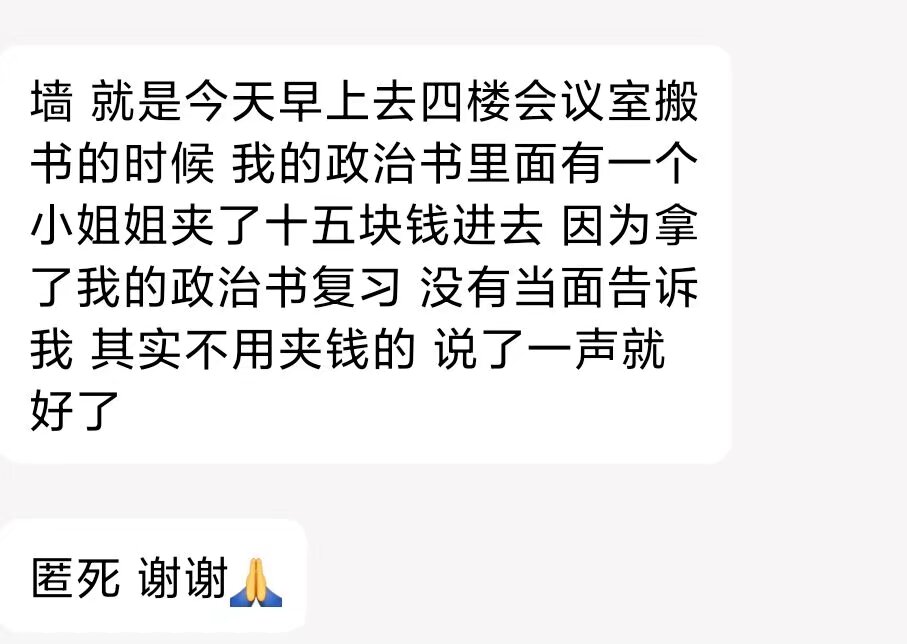 墙 就是今天早上去四楼会议室搬
书的时候 我的政治书里面有一个
小姐姐夹了十五块钱进去 因为拿
了我的政治书复习 没有当面告诉
我 其实不用夹钱的 说了一声就
好了
匿死 谢谢🙏